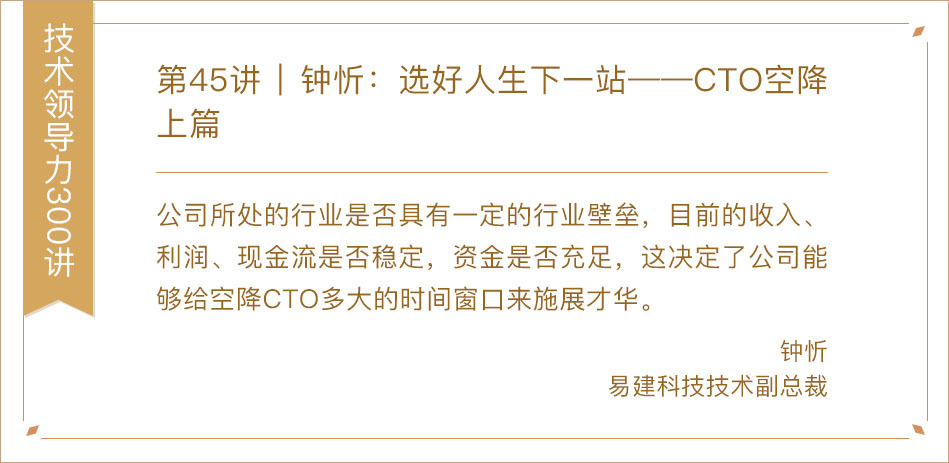 技术领导力300讲
第45讲 | 钟忻：选好人生下一站——CTO空降
上篇
公司所处的行业是否具有一定的行业壁垒，目前的收入、
利润、现金流是否稳定，资金是否充足，这决定了公司能
够给空降CTO多大的时间窗口来施展才华。
钟忻
易建科技技术副总裁